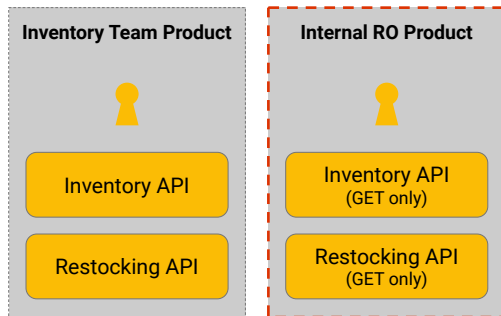 Inventory Team Product
Inventory API
Restocking API
Internal RO Product
Inventory API
(GET only)
Restocking API
(GET only)